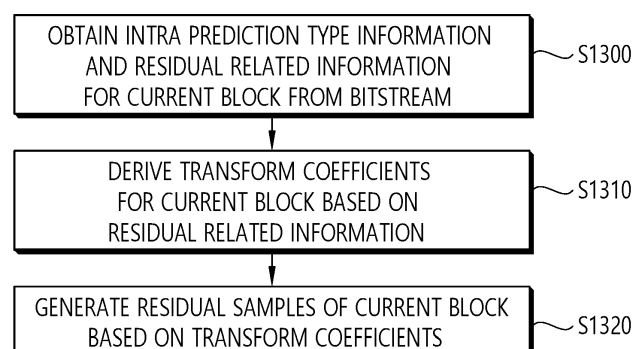 OBTAIN INTRA PREDICTION TYPE INFORMATION
AND RESIDUAL RELATED INFORMATION
FOR CURRENT BLOCK FROM BITSTREAM
S1300
DERIVE TRANSFORM COEFFICIENTS
FOR CURRENT BLOCK BASED ON
RESIDUAL RELATED INFORMATION
S1310
GENERATE RESIDUAL SAMPLES OF CURRENT BLOCK
BASED ON TRANSFORM COEFFICIENTS
S1320